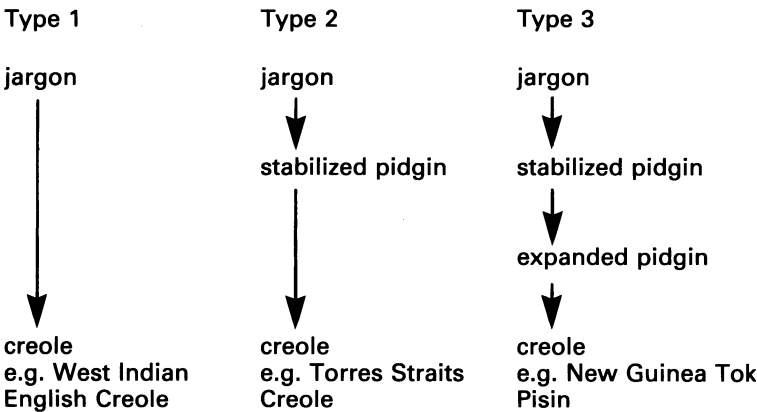 Type 1
jargon
creole
e.g. West Indian
English Creole
Type 2
jargon
stabilized pidgin
creole
e.g. Torres Straits
Creole
Type 3
jargon
stabilized pidgin
expanded pidgin
creole
e.g. New Guinea Tok
Pisin